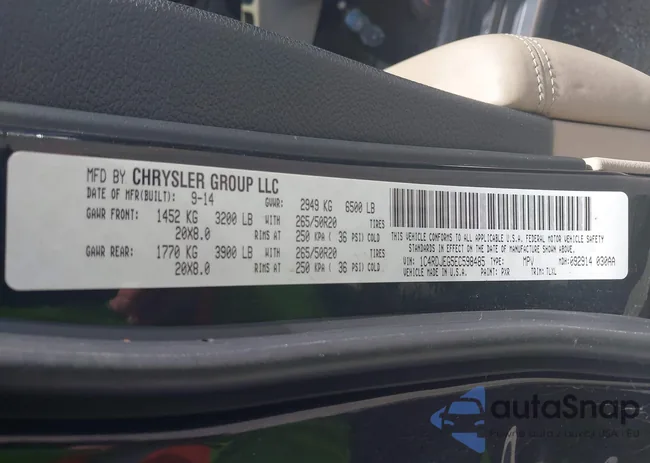 MFD BY CHRYSLER GROUP LLC
DATE OF MFR(BUILT): 9-14 GVWR: 2949 KG 6500 LB
GAWR FRONT: 1452 KG 3200 LB WITH 265/50R20 TIRES
20X8.0 RIMS AT 250 KPA ( 36 PSI) COLD
GAWR REAR: 1770 KG 3900 LB WITH 265/50R20 TIRES
20X8.0 RIMS AT 250 KPA ( 36 PSI) COLD
THIS VEHICLE CONFORMS TO ALL APPLICABLE U.S.A. FEDERAL MOTOR VEHICLE SAFETY
STANDARDS IN EFFECT ON THE DATE OF MANUFACTURE SHOWN ABOVE.
VIN: 1C4RDJEG5EC598485 TYPE: MPV MDH: 092914 030AA
MADE IN U.S.A. PAINT: PXR TRIM: TLXL
autoSnap